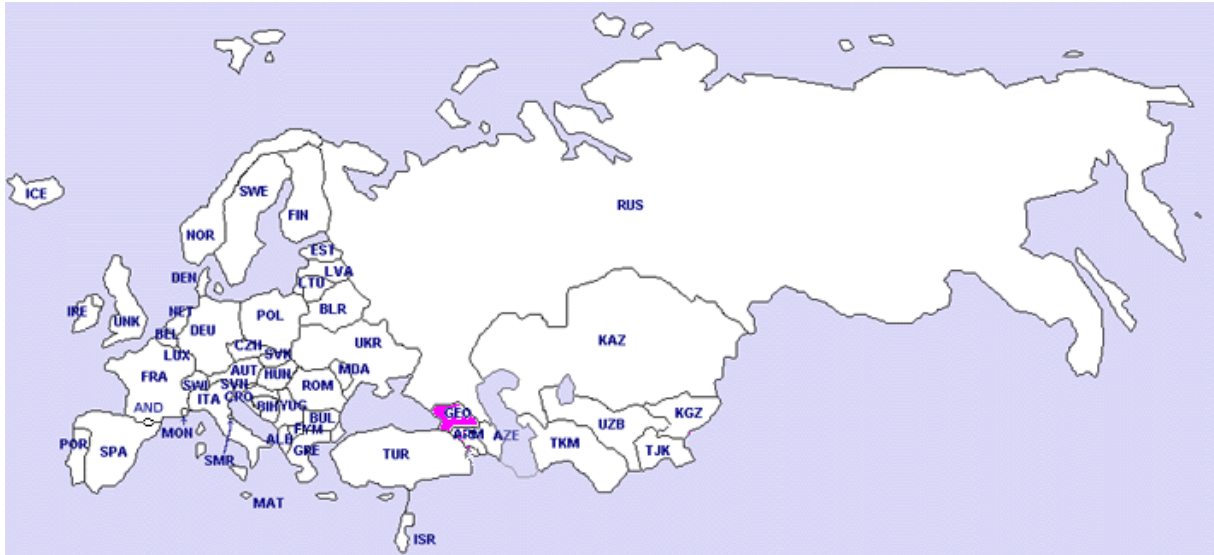 ICE
SWE
FIN
NOR
RUS
EST
LVA
LTU
DEN
IRE
UNK
NET
BEL
DEU
POL
BLR
LUX
CZH
SVK
UKR
KAZ
FRA
SWI
AUT
HUN
MDA
SVN
ROM
ITA
CRO
BIH
YUG
AND
MON
BUL
FYM
ALB
GRE
GEO
ARM
AZE
UZB
KGZ
TKM
TJK
POR
SPA
SMR
TUR
MAT
ISR